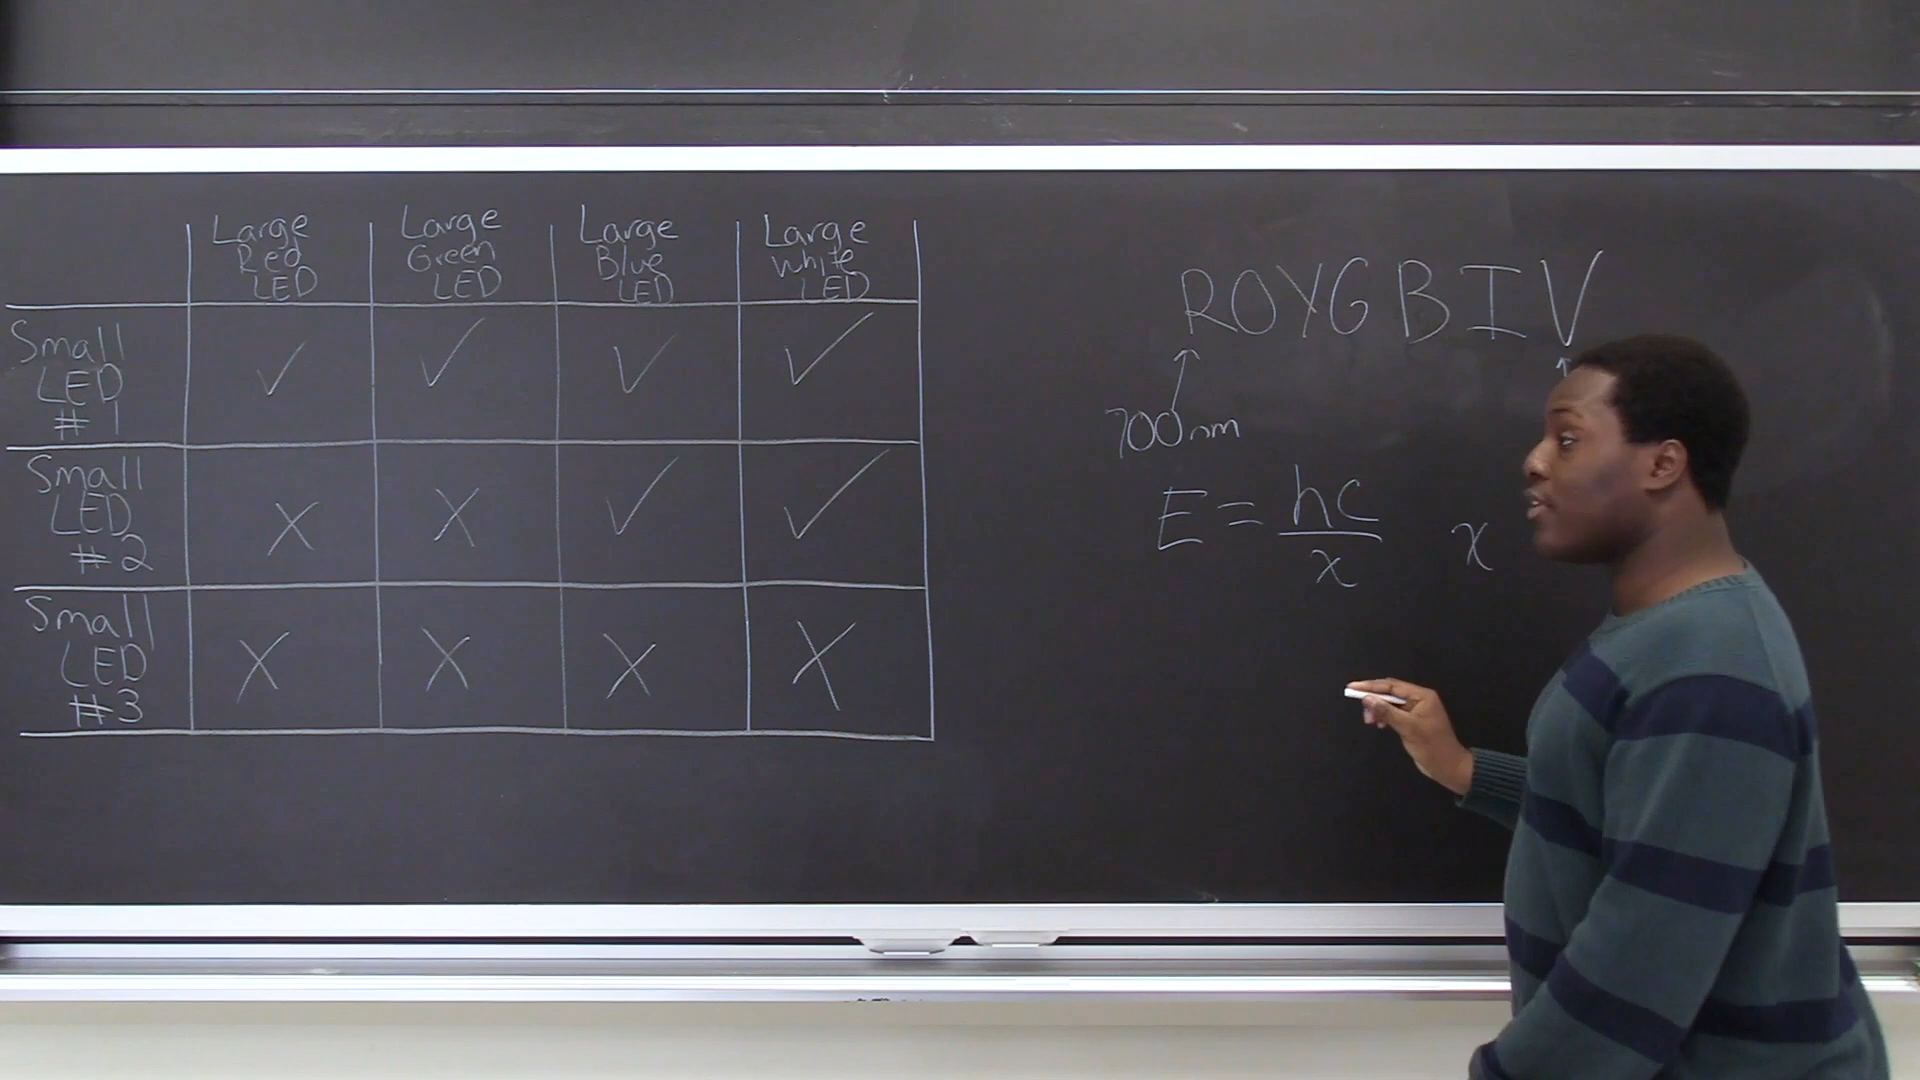 Large Red LED
Large Green LED
Large Blue LED
Large White LED
Small LED #1 ✓ ✓ ✓ ✓
Small LED #2 X X ✓ ✓
Small LED #3 X X X X
ROYGBIV
700nm
E = hc/λ λ